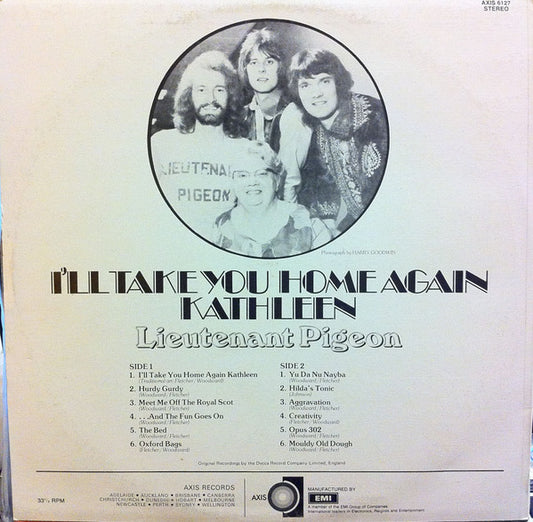 AXIS 6127
STEREO
LIEUTENA
PIGEON
Photograph by HARRY GOODWIN
I'LL TAKE YOU HOME AGAIN
KATHLEEN
Lieutenant Pigeon
SIDE 1
1. I'll Take You Home Again Kathleen
(Traditional arr. Fletcher/Woodward)
2. Hurdy Gurdy
(Woodward/Fletcher)
3. Meet Me Off The Royal Scot
(Woodward/Fletcher)
4. . . .And The Fun Goes On
(Woodward/Fletcher)
5. The Bed
(Woodward/Fletcher)
6. Oxford Bags
(Fletcher/Woodward)
SIDE 2
1. Yu Da Nu Nayba
(Woodward/Fletcher)
2. Hilda's Tonic
(Johnson)
3. Aggravation
(Woodward/Fletcher)
4. Creativity
(Fletcher/Woodward)
5. Opus 302
(Woodward/Fletcher)
6. Mouldy Old Dough
(Woodward/Fletcher)
Original Recordings by the Decca Record Company Limited, England
33⅓ RPM
AXIS RECORDS
ADELAIDE • AUCKLAND • BRISBANE • CANBERRA
CHRISTCHURCH • DUNEDIN • HOBART • MELBOURNE
NEWCASTLE • PERTH • SYDNEY • WELLINGTON
AXIS
MANUFACTURED BY
EMI
A member of the EMI Group of Companies.
International leaders in Electronics, Records and Entertainment